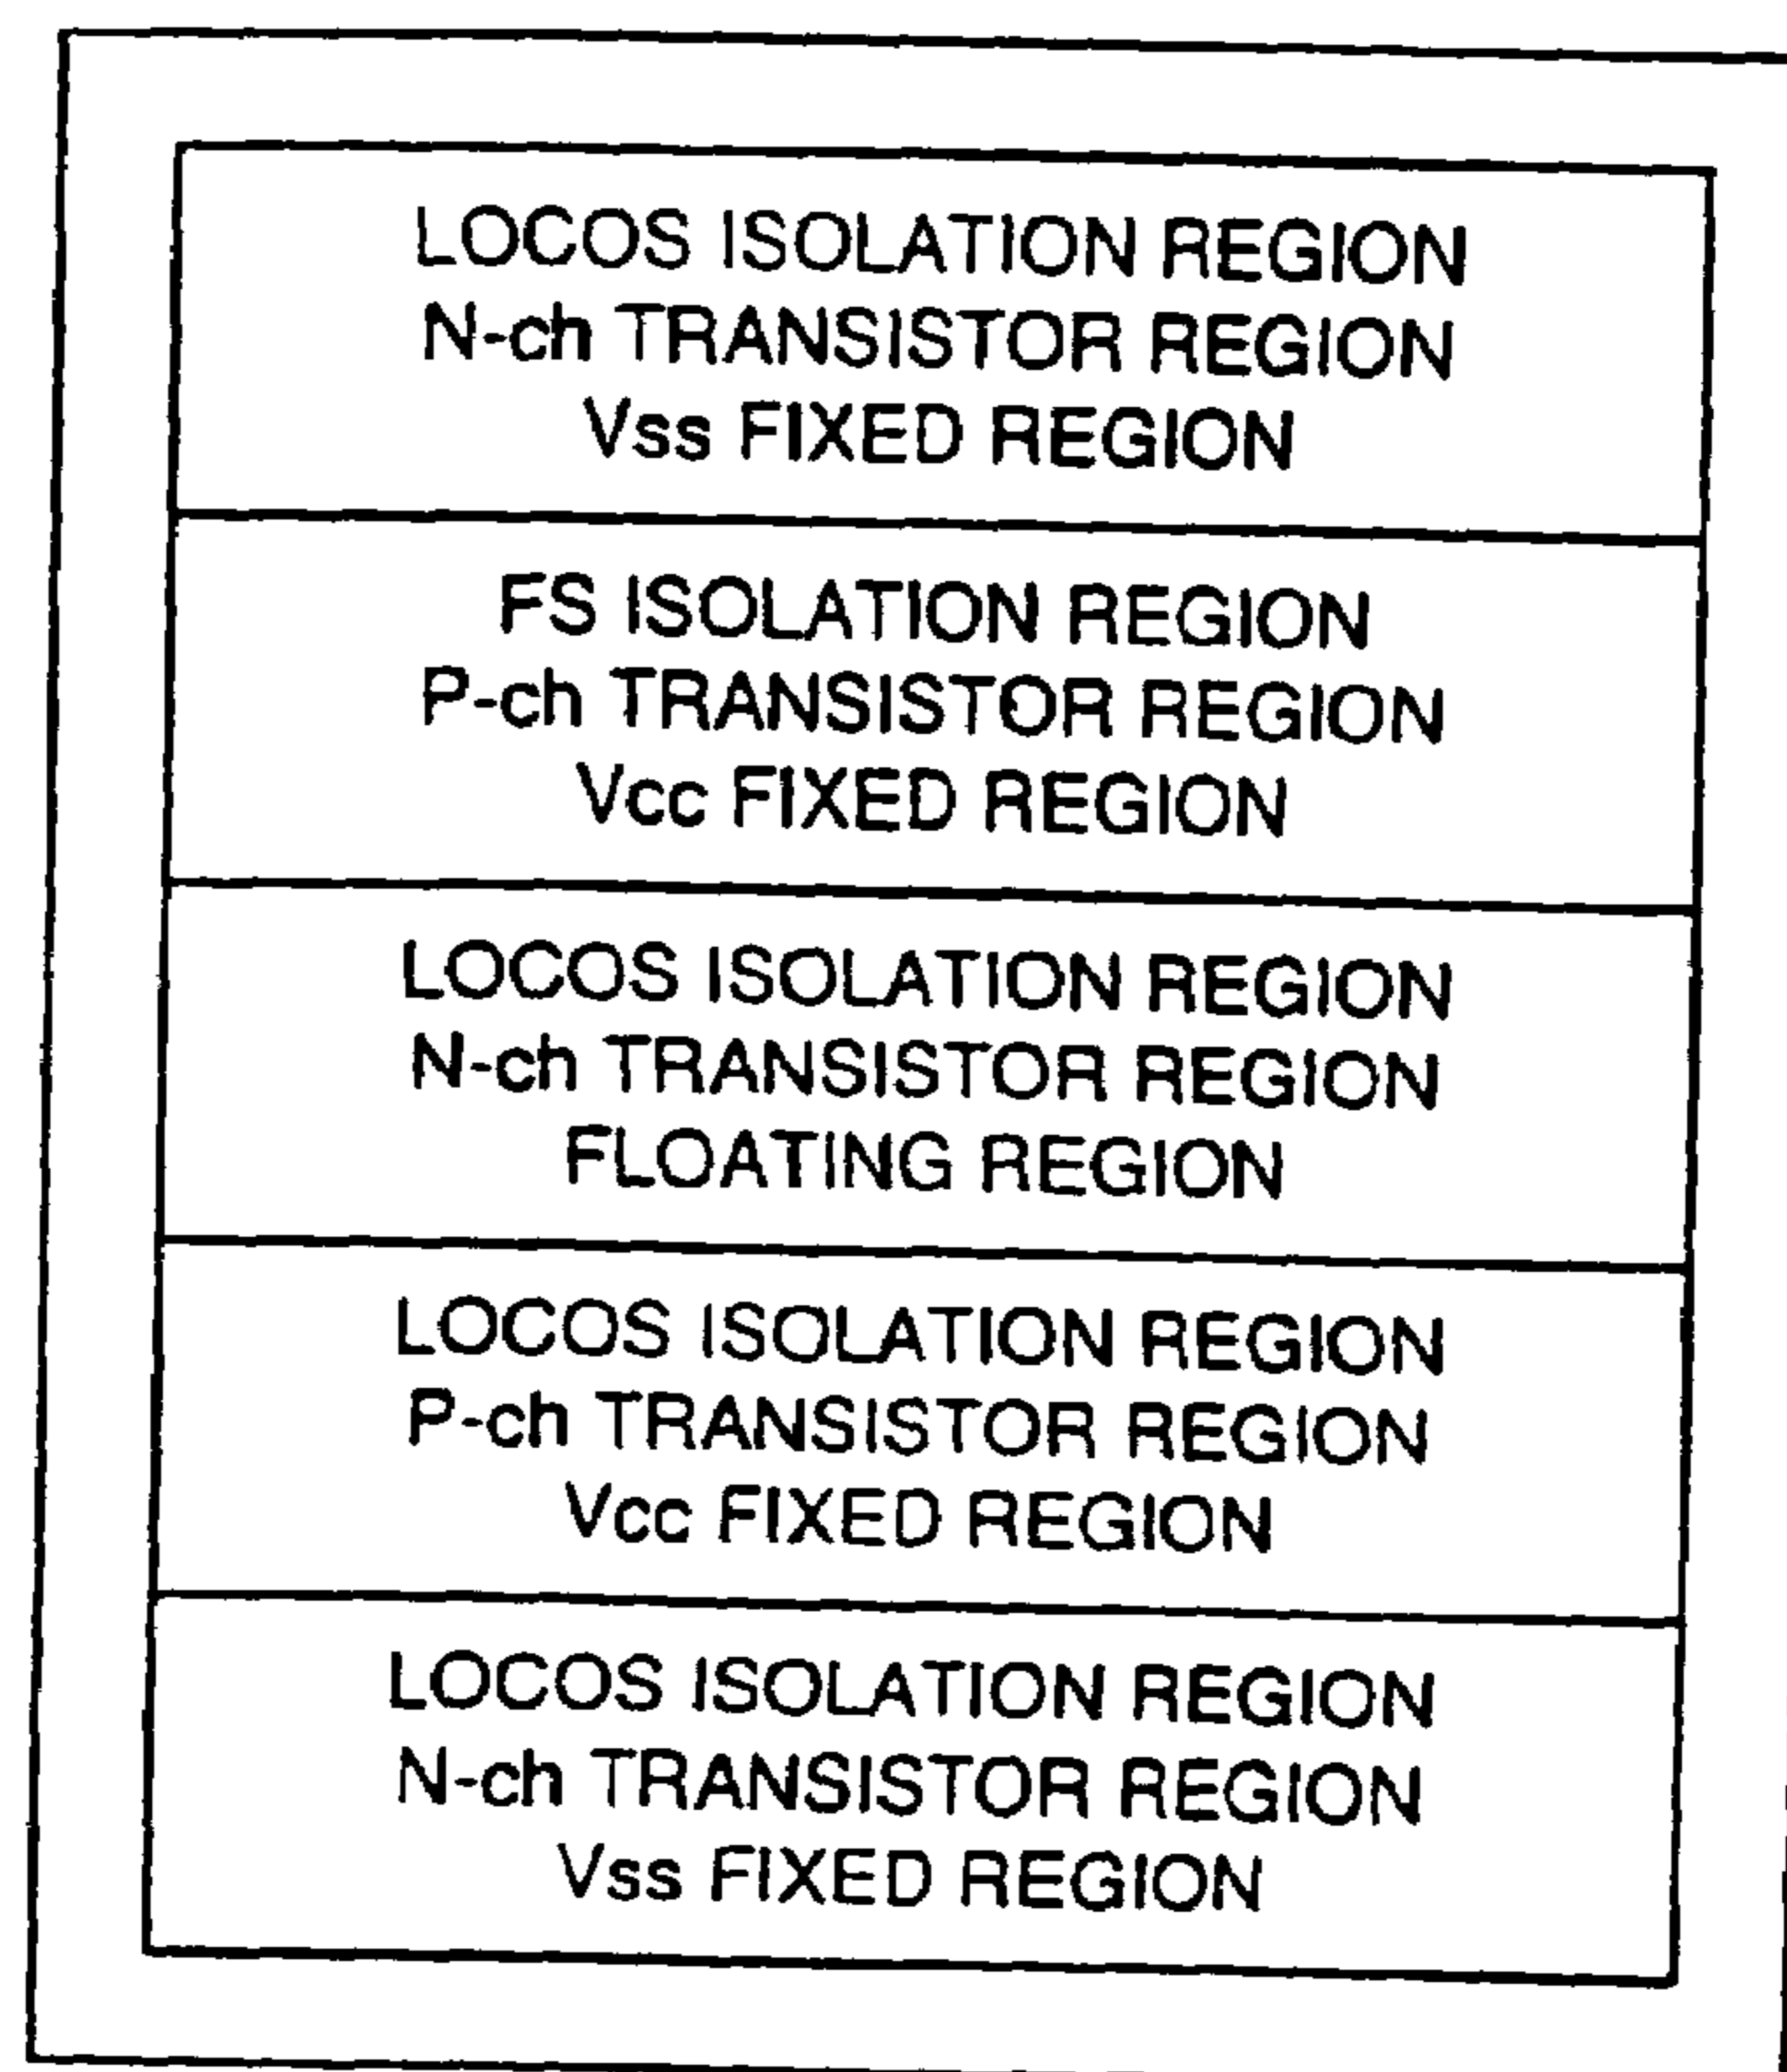 LOCOS ISOLATION REGION
N-ch TRANSISTOR REGION
Vss FIXED REGION
FS ISOLATION REGION
P-ch TRANSISTOR REGION
Vcc FIXED REGION
LOCOS ISOLATION REGION
N-ch TRANSISTOR REGION
FLOATING REGION
LOCOS ISOLATION REGION
P-ch TRANSISTOR REGION
Vcc FIXED REGION
LOCOS ISOLATION REGION
N-ch TRANSISTOR REGION
Vss FIXED REGION